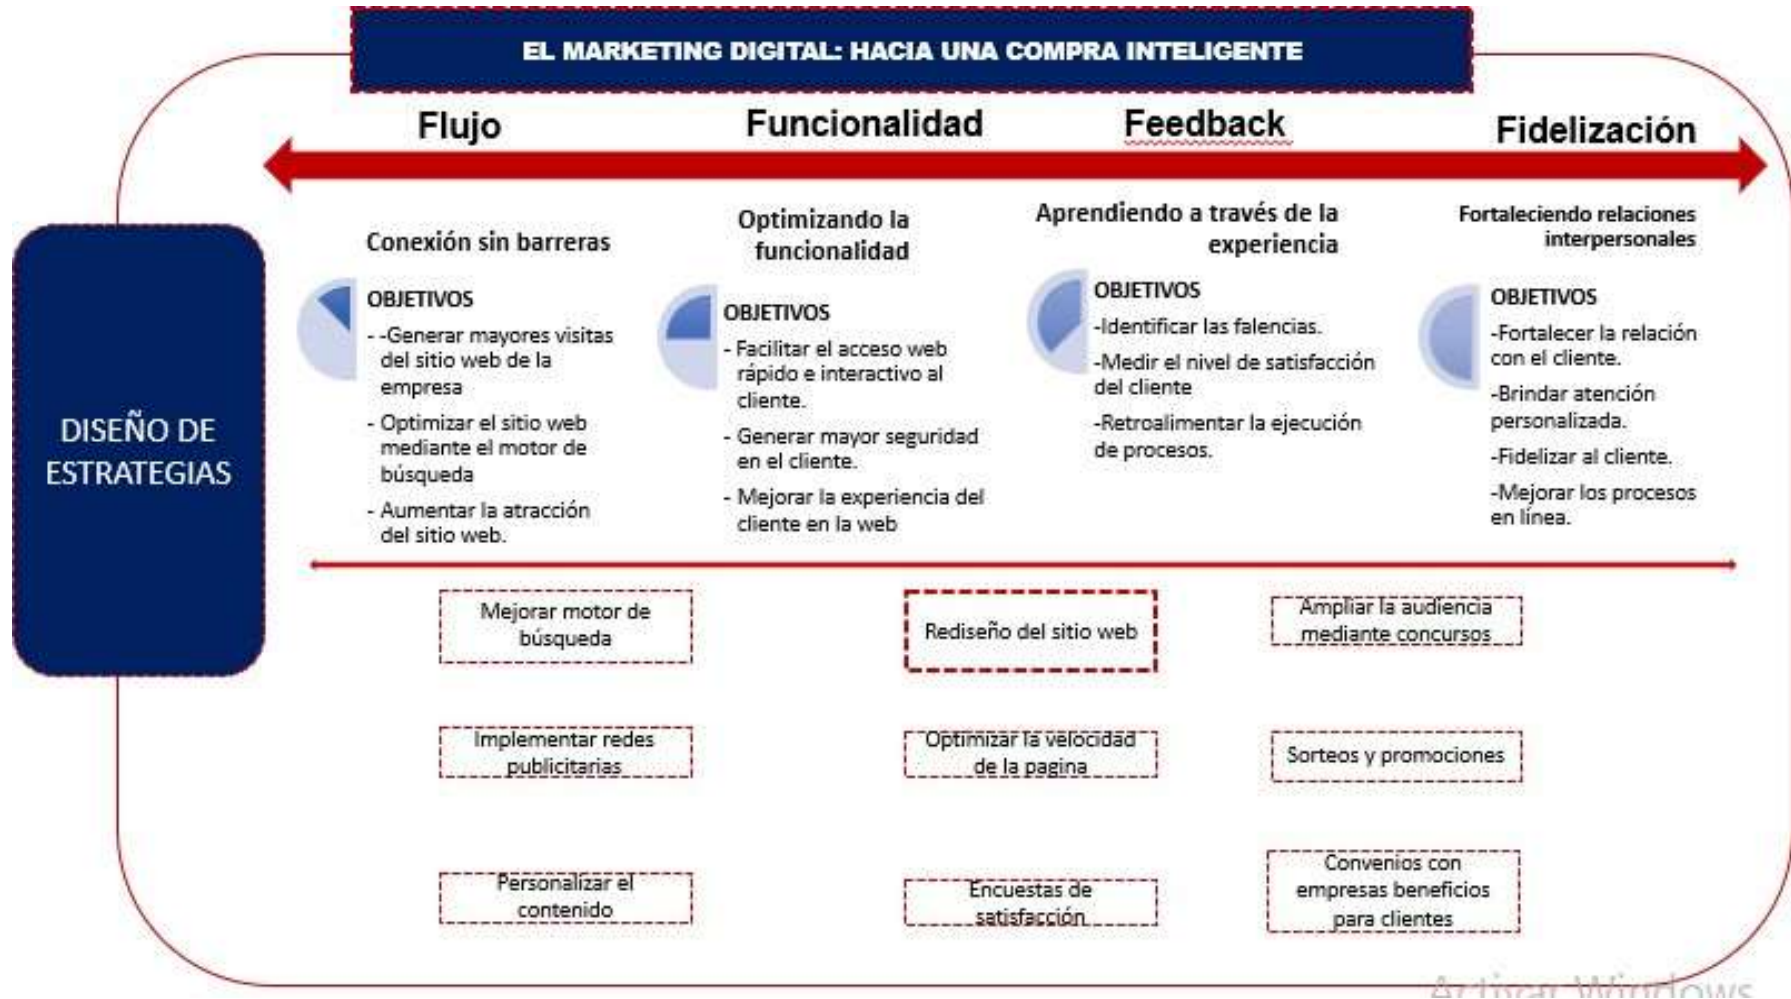 EL MARKETING DIGITAL: HACIA UNA COMPRA INTELIGENTE
Flujo
Funcionalidad
Feedback
Fidelización
DISEÑO DE
ESTRATEGIAS
Conexión sin barreras
OBJETIVOS
- -Generar mayores visitas
del sitio web de la
empresa
- Optimizar el sitio web
mediante el motor de
búsqueda
- Aumentar la atracción
del sitio web.
Optimizando la
funcionalidad
OBJETIVOS
- Facilitar el acceso web
rápido e interactivo al
cliente.
- Generar mayor seguridad
en el cliente.
- Mejorar la experiencia del
cliente en la web
Aprendiendo a través de la
experiencia
OBJETIVOS
-Identificar las falencias.
-Medir el nivel de satisfacción
del cliente
-Retroalimentar la ejecución
de procesos.
Fortaleciendo relaciones
interpersonales
OBJETIVOS
-Fortalecer la relación
con el cliente.
-Brindar atención
personalizada.
-Fidelizar al cliente.
-Mejorar los procesos
en línea.
Mejorar motor de
búsqueda
Rediseño del sitio web
Ampliar la audiencia
mediante concursos
Implementar redes
publicitarias
Optimizar la velocidad
de la pagina
Sorteos y promociones
Personalizar el
contenido
Encuestas de
satisfacción
Convenios con
empresas beneficios
para clientes
Activar Windows